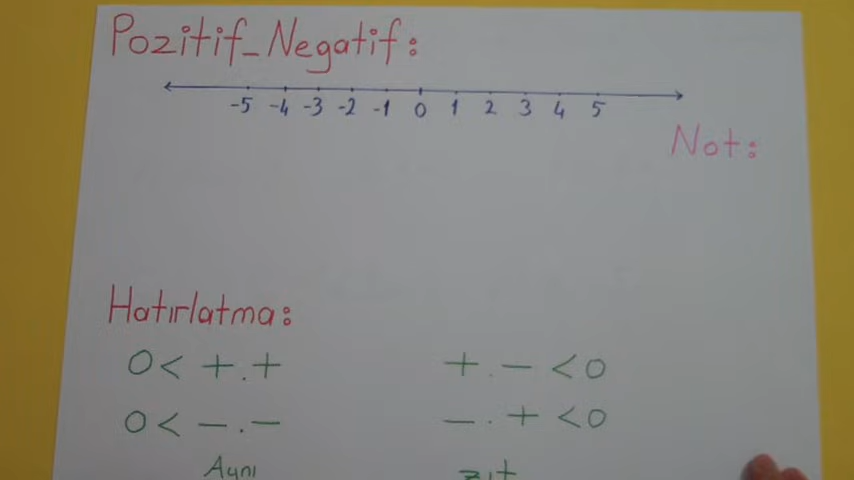 Pozitif_Negatif:
-5 -4 -3 -2 -1 0 1 2 3 4 5
Not:
Hatırlatma:
0< +.+ +.- <0
0< -.- -.+ <0
Aynı zıt